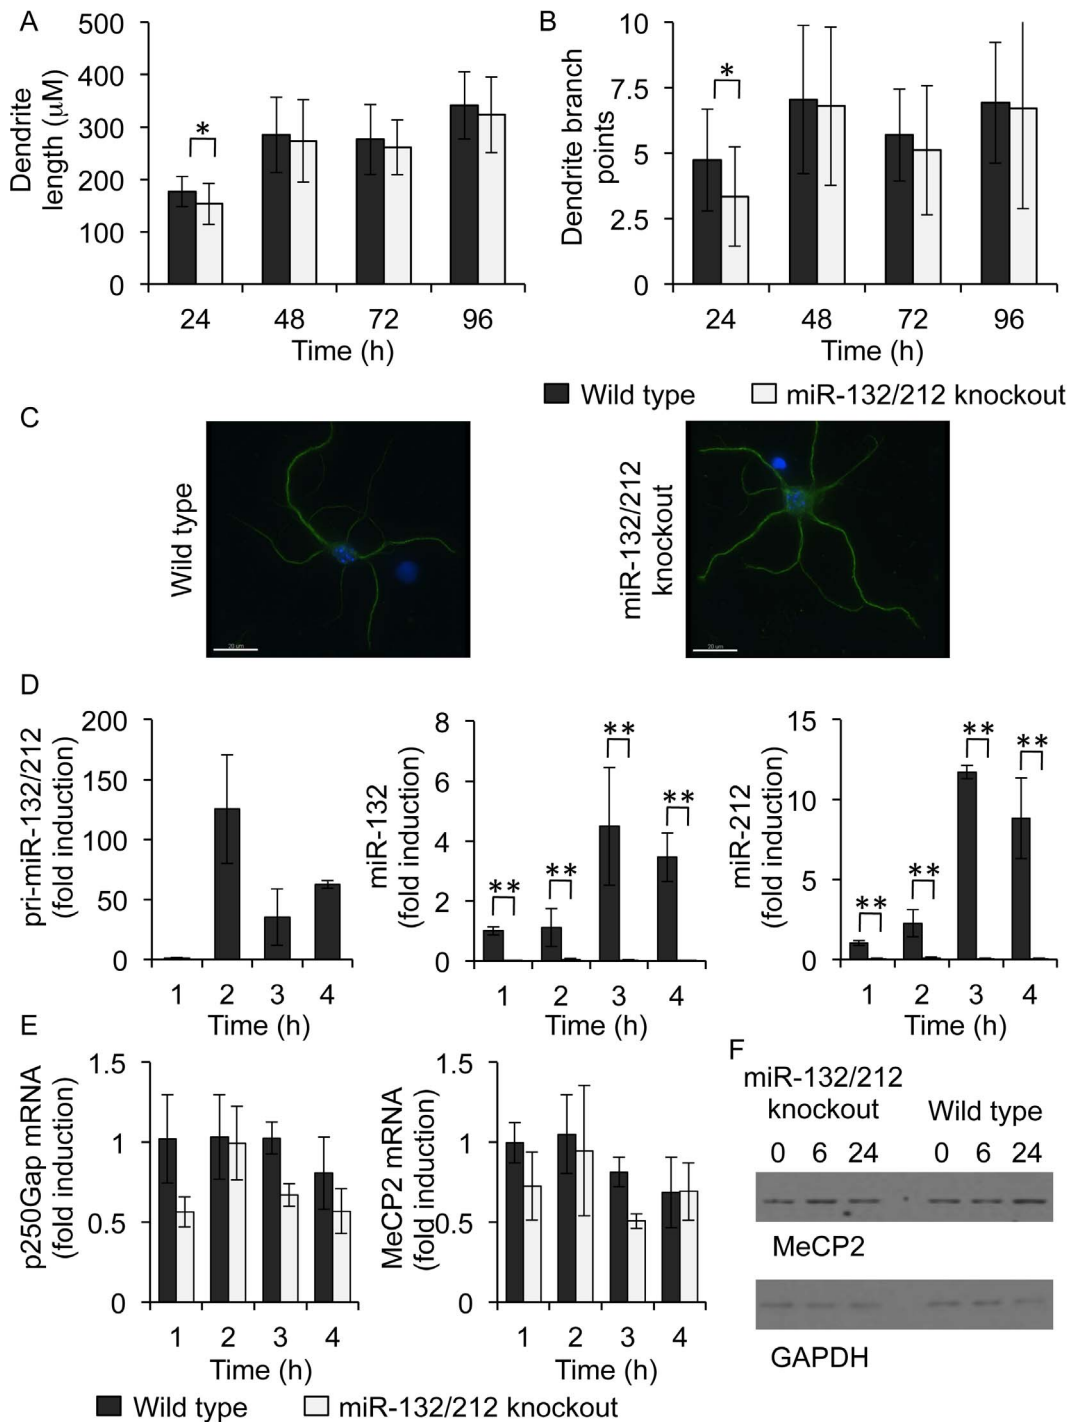 A
Dendrite
length (µM)
500
400
300
200
100
0
*
24 48 72 96
Time (h)
B
Dendrite branch
points
10
7.5
5
2.5
0
*
24 48 72 96
Time (h)
Wild type miR-132/212 knockout
C
Wild type
20 µm
miR-132/212
knockout
20 µm
D
pri-miR-132/212
(fold induction)
200
150
100
50
0
1 2 3 4
Time (h)
miR-132
(fold induction)
8
6
4
2
0
** ** ** **
1 2 3 4
Time (h)
miR-212
(fold induction)
15
10
5
0
** ** ** **
1 2 3 4
Time (h)
E
p250Gap mRNA
(fold induction)
1.5
1
0.5
0
1 2 3 4
Time (h)
MeCP2 mRNA
(fold induction)
1.5
1
0.5
0
1 2 3 4
Time (h)
Wild type miR-132/212 knockout
F
miR-132/212
knockout Wild type
0 6 24 0 6 24
MeCP2
GAPDH